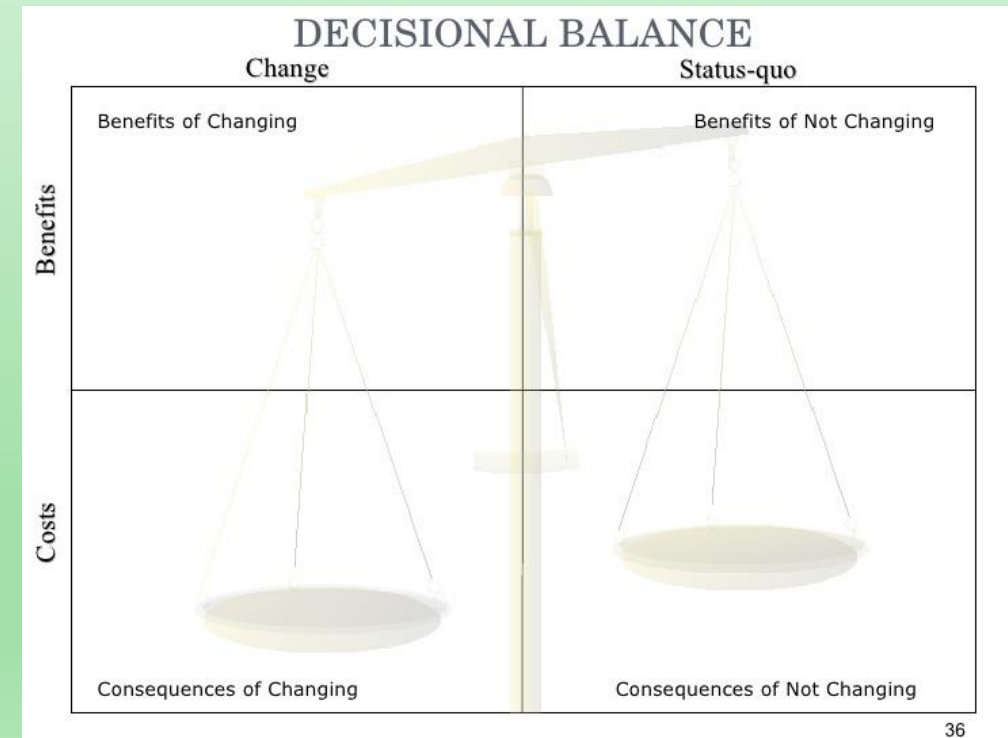 DECISIONAL BALANCE
Change Status-quo
Benefits of Changing Benefits of Not Changing
Benefits
Costs
Consequences of Changing Consequences of Not Changing
36